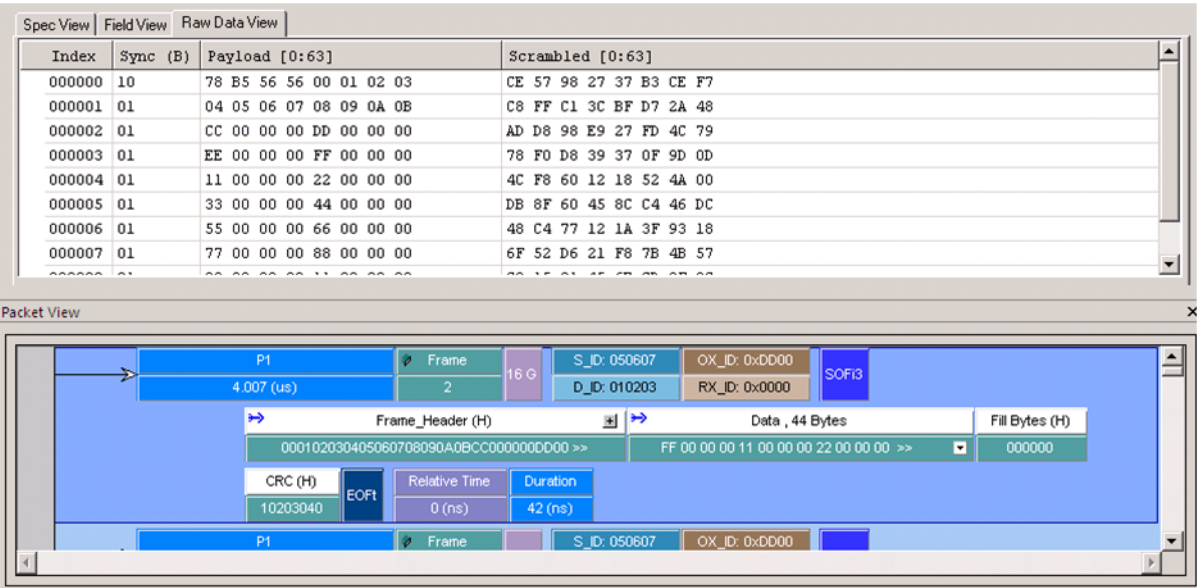 Spec View Field View Raw Data View
Index Sync (B) Payload [0:63] Scrambled [0:63]
000000 10 78 B5 56 56 00 01 02 03 CE 57 98 27 37 B3 CE F7
000001 01 04 05 06 07 08 09 0A 0B C8 FF C1 3C BF D7 2A 48
000002 01 CC 00 00 00 DD 00 00 00 AD D8 98 E9 27 FD 4C 79
000003 01 EE 00 00 00 FF 00 00 00 78 F0 D8 39 37 0F 9D 0D
000004 01 11 00 00 00 22 00 00 00 4C F8 60 12 18 52 4A 00
000005 01 33 00 00 00 44 00 00 00 DB 8F 60 45 8C C4 46 DC
000006 01 55 00 00 00 66 00 00 00 48 C4 77 12 1A 3F 93 18
000007 01 77 00 00 00 88 00 00 00 6F 52 D6 21 F8 7B 4B 57
Packet View
P1 Frame 16 G S_ID: 050607 OX_ID: 0xDD00 SOFi3
4.007 (us) 2 D_ID: 010203 RX_ID: 0x0000
Frame_Header (H) Data , 44 Bytes Fill Bytes (H)
000102030405060708090A0BCC000000DD00 >> FF 00 00 00 11 00 00 00 22 00 00 00 >> 000000
CRC (H) EOFt Relative Time Duration
10203040 0 (ns) 42 (ns)
P1 Frame S_ID: 050607 OX_ID: 0xDD00